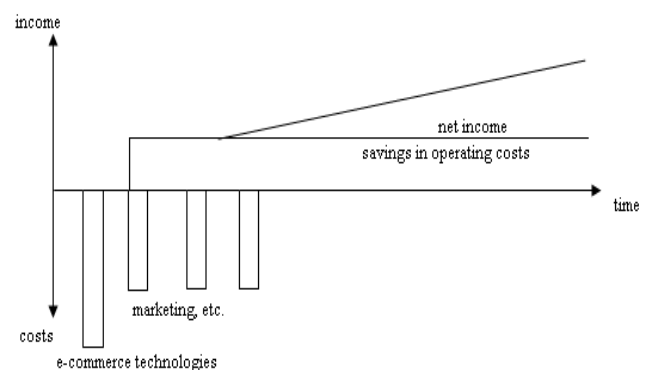 income
net income
savings in operating costs
time
marketing, etc.
costs
e-commerce technologies